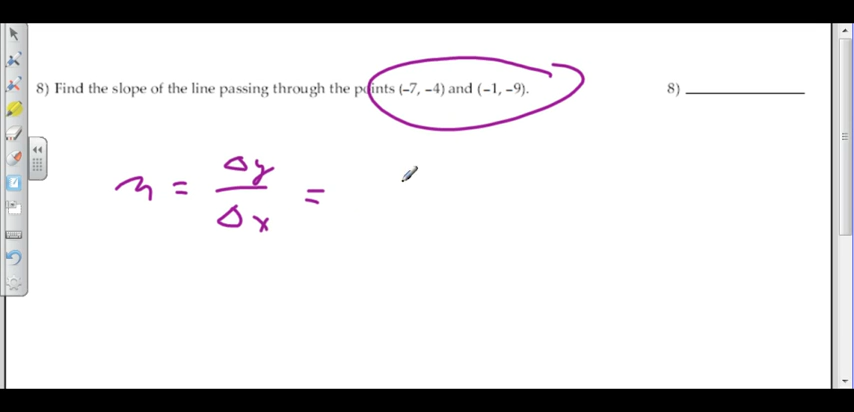 8) Find the slope of the line passing through the points (–7, –4) and (–1, –9). 8) ____________
m = Δy/Δx =